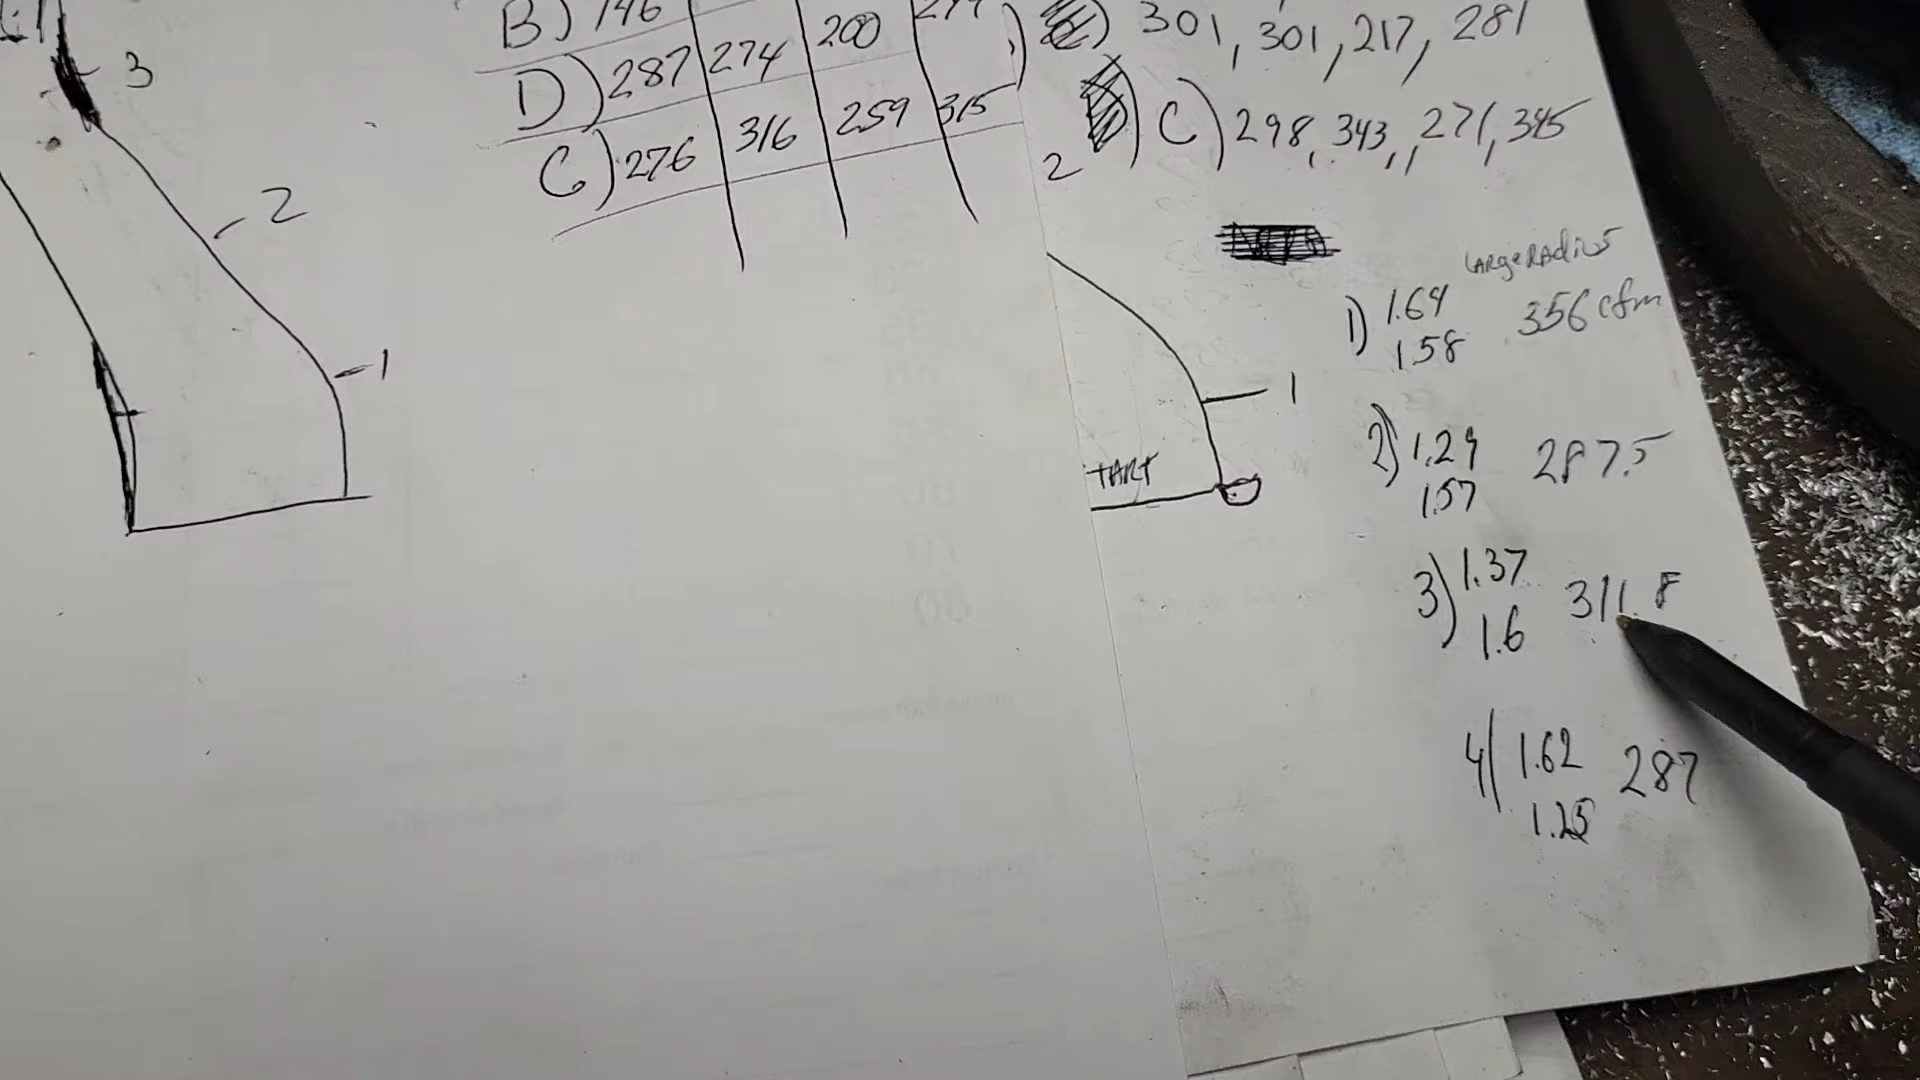 3
2
1
B) 146
D) 287 274 200
C) 276 316 259 315
301, 301, 217, 281
C) 298, 343, 271, 345
2
1
TART
LARgeRAdiuS
1) 1.64 356 cfm
1.58
2) 1.29 287.5
1.57
3) 1.37 311.8
1.6
4) 1.62 287
1.25